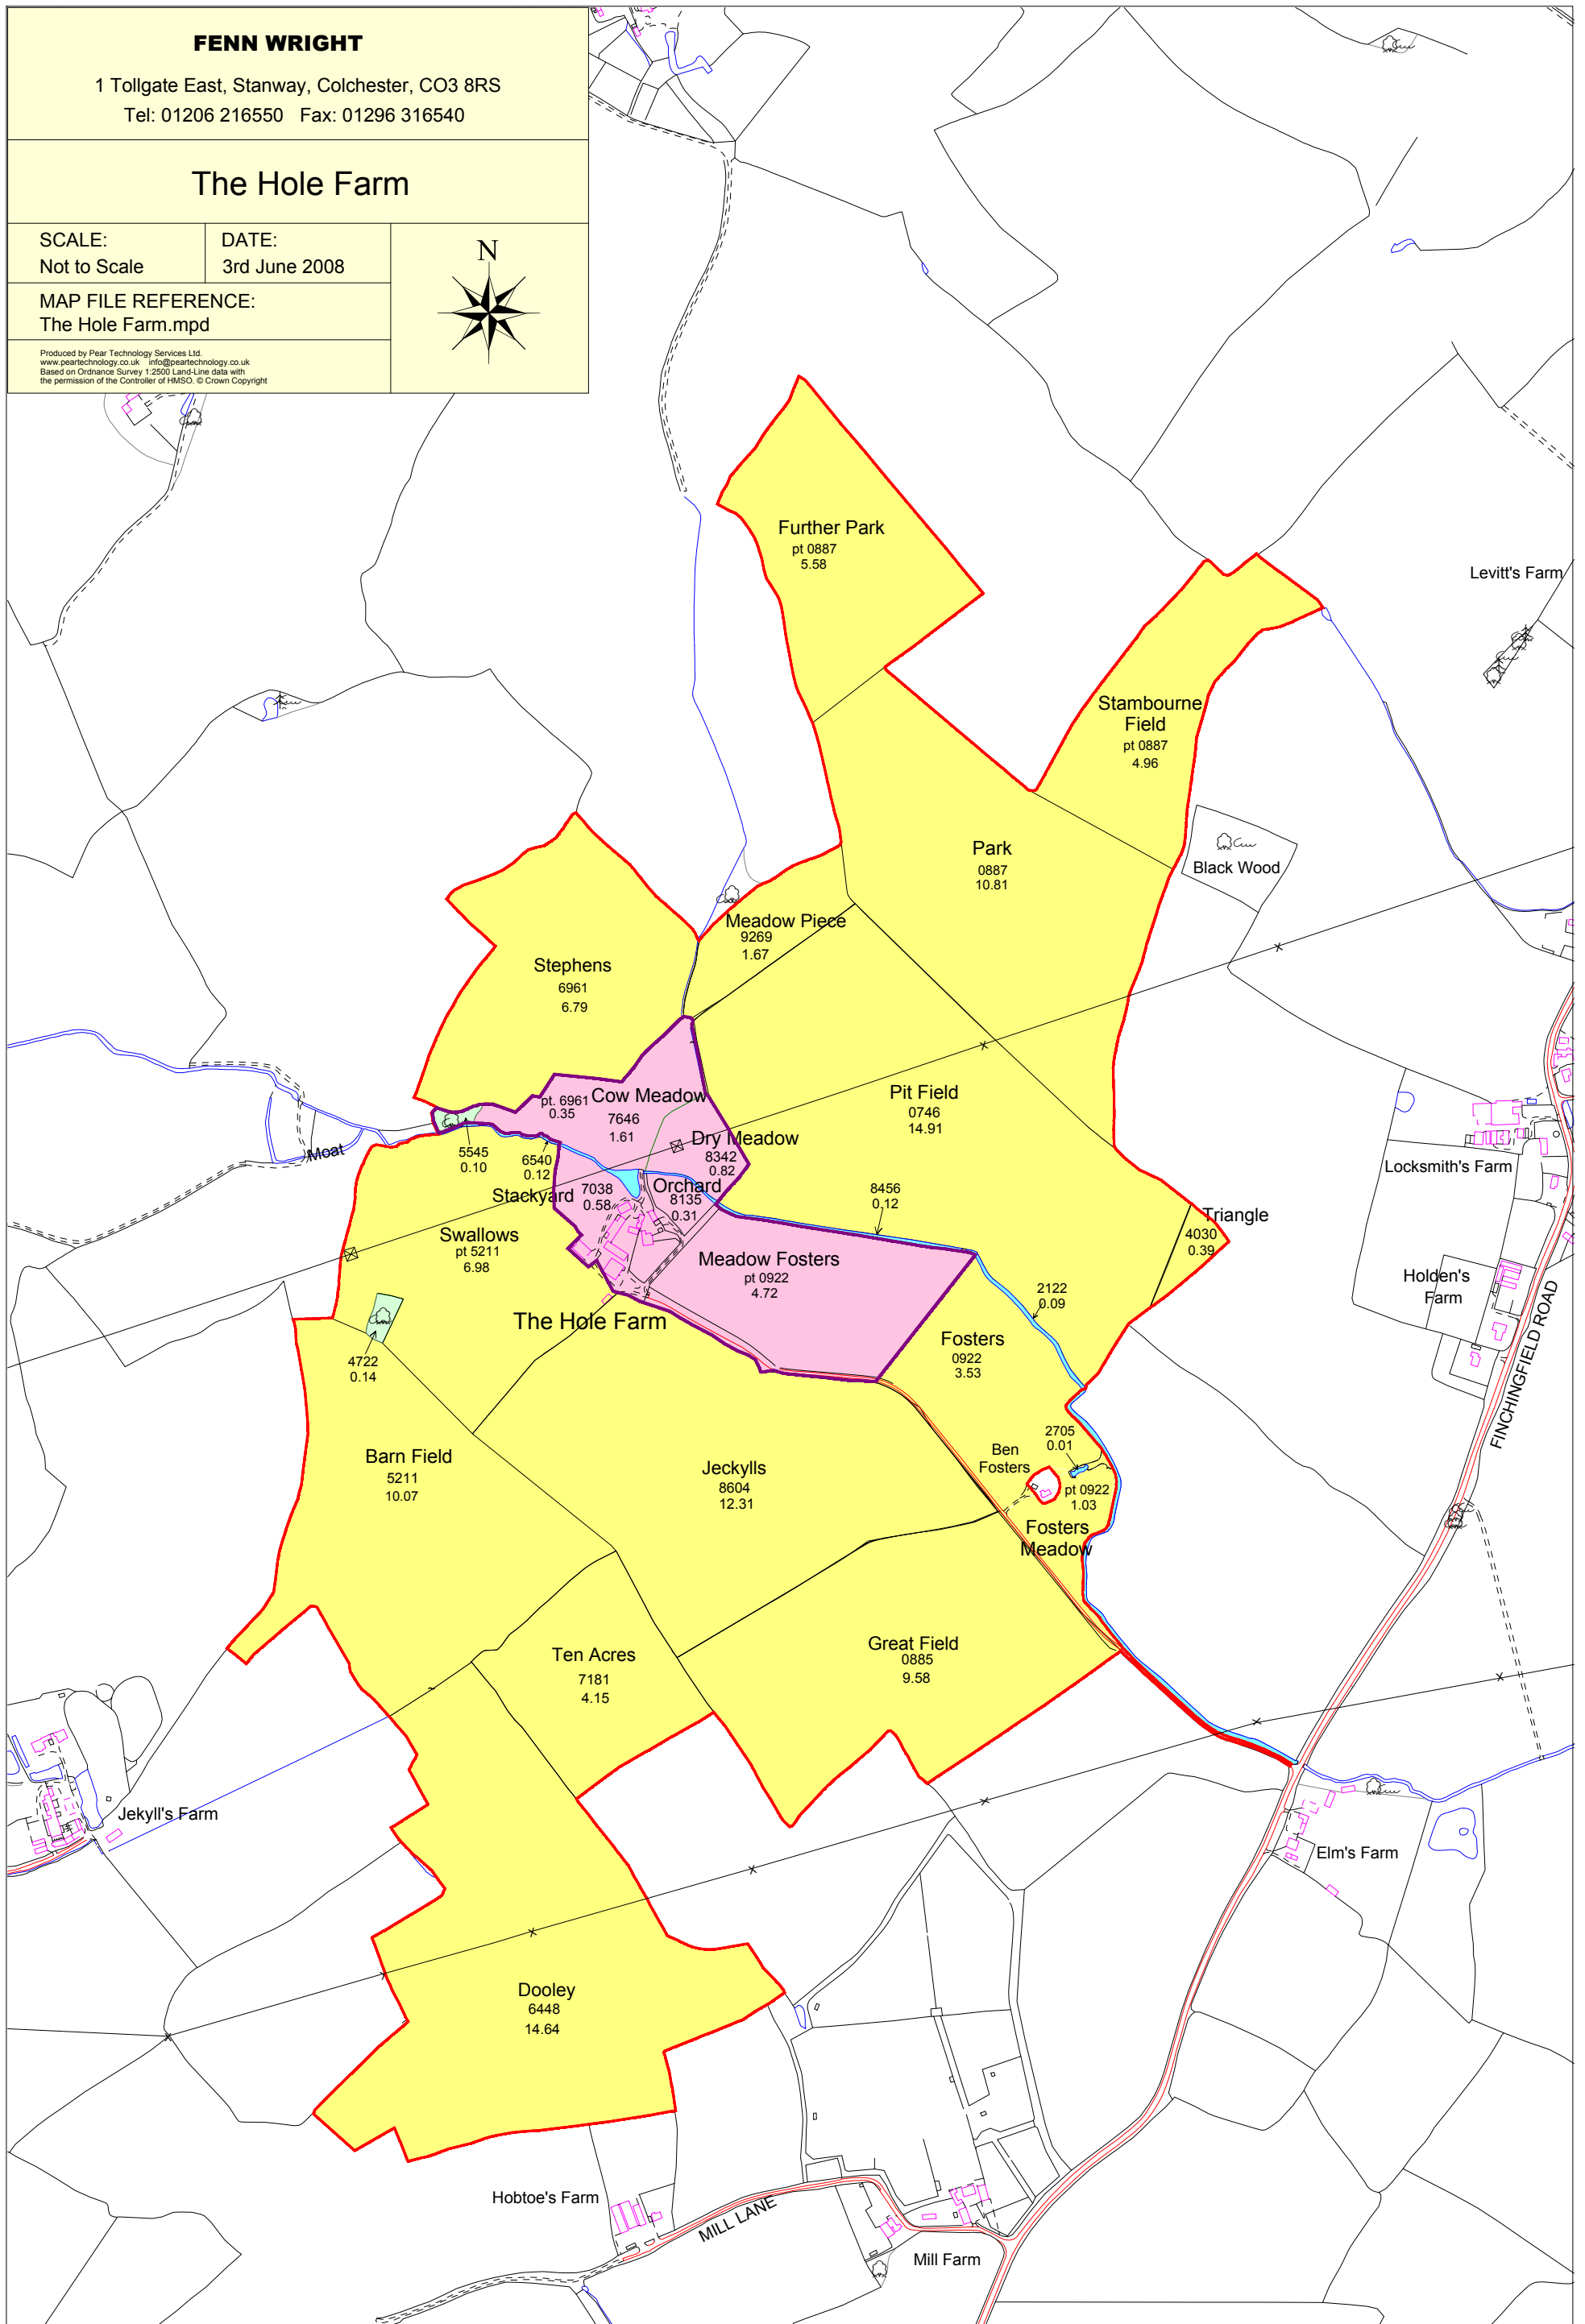 FENN WRIGHT
1 Tollgate East, Stanway, Colchester, CO3 8RS
Tel: 01206 216550 Fax: 01296 316540
The Hole Farm
SCALE:
Not to Scale
DATE:
3rd June 2008
N
MAP FILE REFERENCE:
The Hole Farm.mpd
Produced by Pear Technology Services Ltd.
www.peartechnology.co.uk info@peartechnology.co.uk
Based on Ordnance Survey 1:2500 Land-Line data with
the permission of the Controller of HMSO. © Crown Copyright
Further Park
pt 0887
5.58
Levitt's Farm
Stambourne
Field
pt 0887
4.96
Park
0887
10.81
Black Wood
Meadow Piece
9269
1.67
Stephens
6961
6.79
pt. 6961
0.35
Cow Meadow
7646
1.61
Pit Field
0746
14.91
Dry Meadow
8342
0.82
Moat
5545
0.10
6540
0.12
Stackyard
7038
0.58
Orchard
8135
0.31
8456
0.12
Locksmith's Farm
Triangle
4030
0.39
Swallows
pt 5211
6.98
Meadow Fosters
pt 0922
4.72
2122
0.09
Holden's
Farm
FINCHINGFIELD ROAD
The Hole Farm
Fosters
0922
3.53
4722
0.14
Barn Field
5211
10.07
Jeckylls
8604
12.31
Ben
Fosters
2705
0.01
pt 0922
1.03
Fosters
Meadow
Ten Acres
7181
4.15
Great Field
0885
9.58
Jekyll's Farm
Elm's Farm
Dooley
6448
14.64
Hobtoe's Farm
MILL LANE
Mill Farm